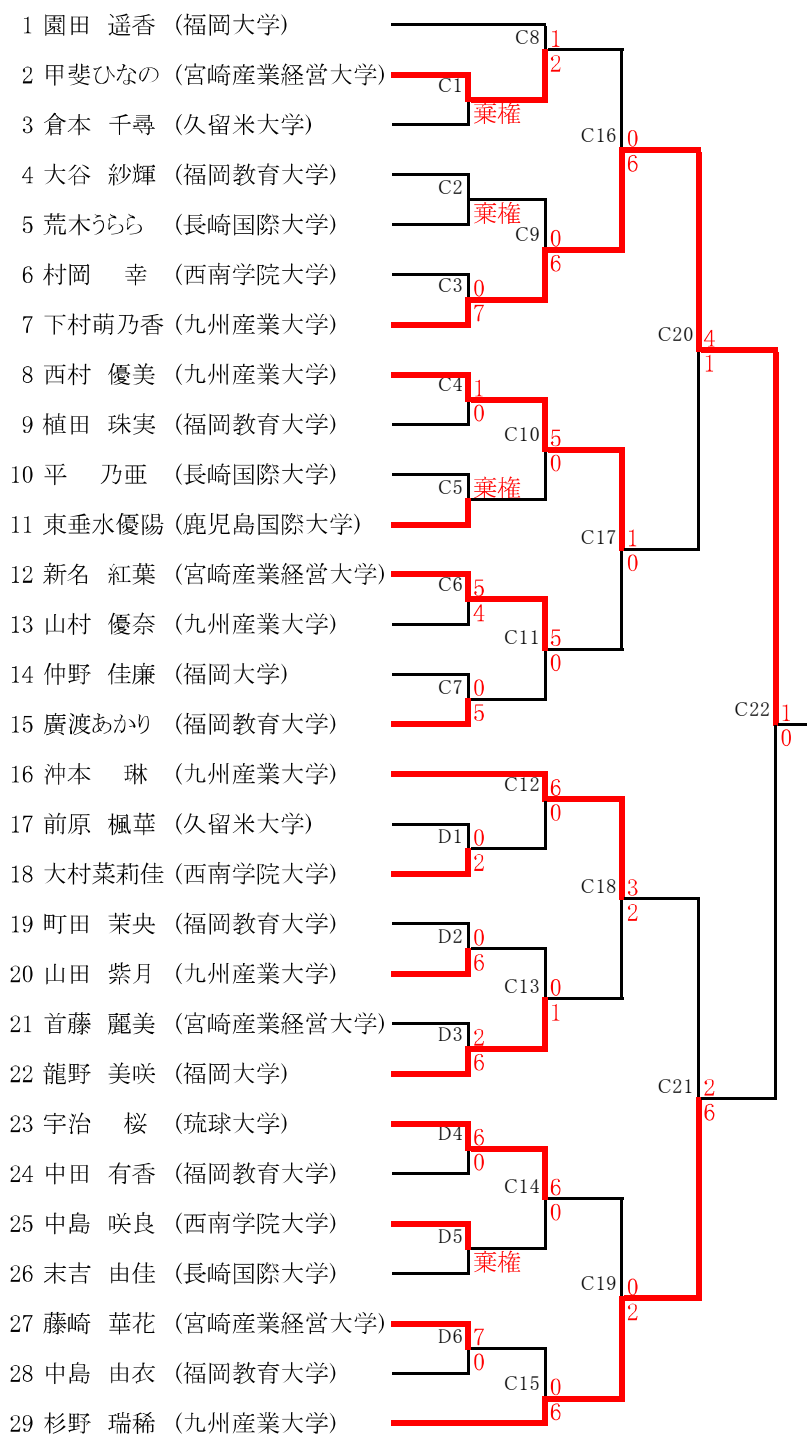 1 園田 遥香 (福岡大学)
2 甲斐ひなの (宮崎産業経営大学)
3 倉本 千尋 (久留米大学)
4 大谷 紗輝 (福岡教育大学)
5 荒木うらら (長崎国際大学)
6 村岡 幸 (西南学院大学)
7 下村萌乃香 (九州産業大学)
8 西村 優美 (九州産業大学)
9 植田 珠実 (福岡教育大学)
10 平 乃亜 (長崎国際大学)
11 東垂水優陽 (鹿児島国際大学)
12 新名 紅葉 (宮崎産業経営大学)
13 山村 優奈 (九州産業大学)
14 仲野 佳廉 (福岡大学)
15 廣渡あかり (福岡教育大学)
16 沖本 琳 (九州産業大学)
17 前原 楓華 (久留米大学)
18 大村菜莉佳 (西南学院大学)
19 町田 茉央 (福岡教育大学)
20 山田 紫月 (九州産業大学)
21 首藤 麗美 (宮崎産業経営大学)
22 龍野 美咲 (福岡大学)
23 宇治 桜 (琉球大学)
24 中田 有香 (福岡教育大学)
25 中島 咲良 (西南学院大学)
26 末吉 由佳 (長崎国際大学)
27 藤崎 華花 (宮崎産業経営大学)
28 中島 由衣 (福岡教育大学)
29 杉野 瑞稀 (九州産業大学)
C1 棄権
C2 棄権
C3 0 7
C4 1 0
C5 棄権
C6 5 4
C7 0 5
D1 0 2
D2 0 6
D3 2 6
D4 6 0
D5 棄権
D6 7 0
C8 1 2
C9 0 6
C10 5 0
C11 5 0
C12 6 0
C13 0 1
C14 6 0
C15 0 6
C16 0 6
C17 1 0
C18 3 2
C19 0 2
C20 4 1
C21 2 6
C22 1 0